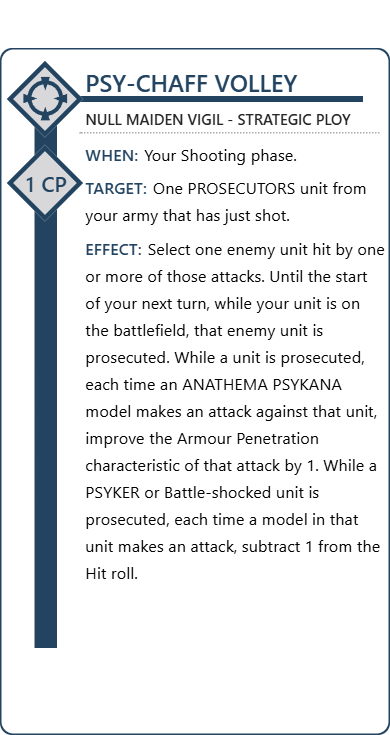 PSY-CHAFF VOLLEY
NULL MAIDEN VIGIL - STRATEGIC PLOY
1 CP
WHEN: Your Shooting phase.
TARGET: One PROSECUTORS unit from
your army that has just shot.
EFFECT: Select one enemy unit hit by one
or more of those attacks. Until the start
of your next turn, while your unit is on
the battlefield, that enemy unit is
prosecuted. While a unit is prosecuted,
each time an ANATHEMA PSYKANA
model makes an attack against that unit,
improve the Armour Penetration
characteristic of that attack by 1. While a
PSYKER or Battle-shocked unit is
prosecuted, each time a model in that
unit makes an attack, subtract 1 from the
Hit roll.